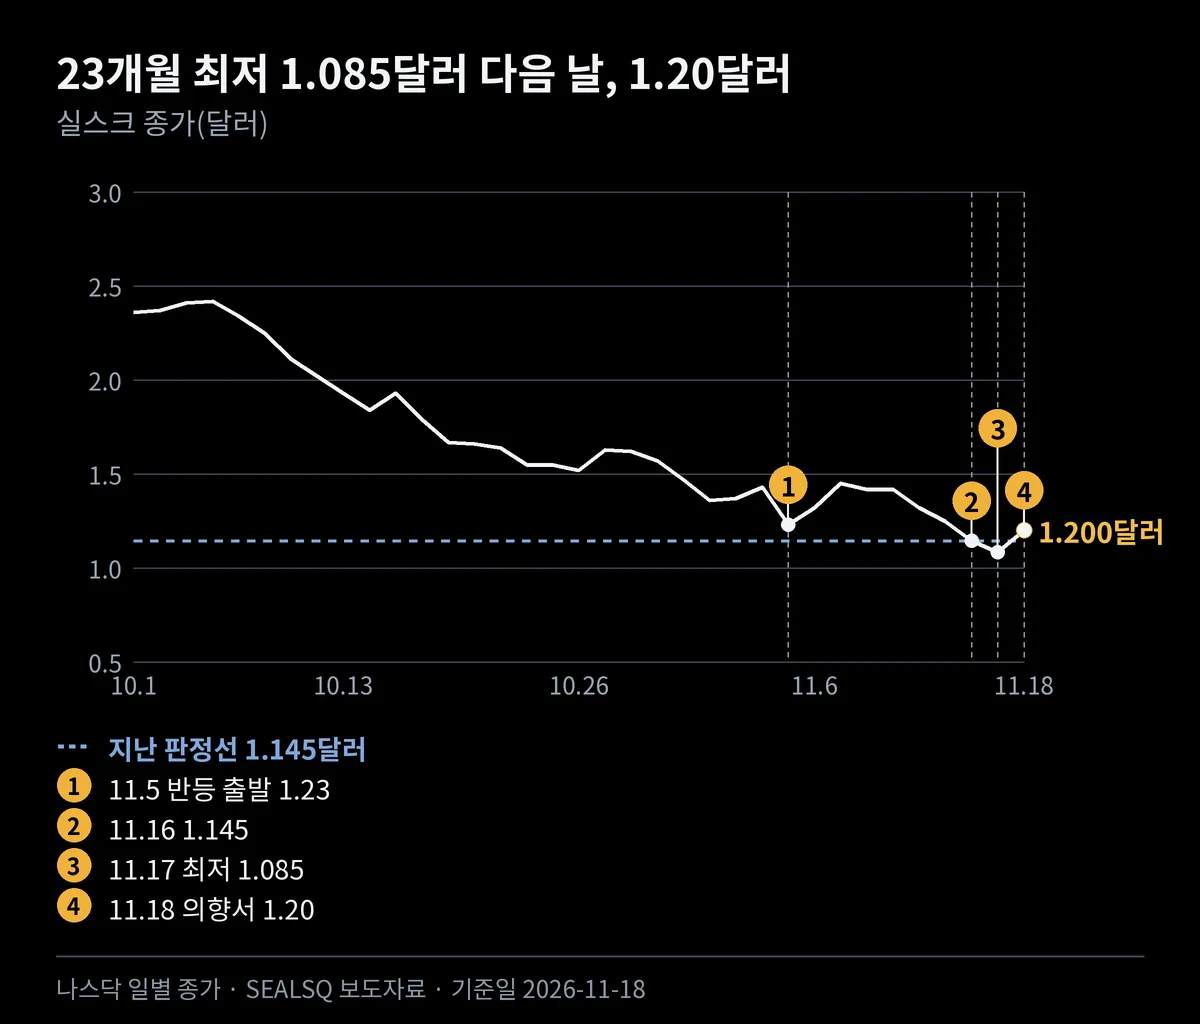 23개월 최저 1.085달러 다음 날, 1.20달러
실스크 종가(달러)
3.0
2.5
2.0
1.5
1.0
0.5
1
2
3
4
1.200달러
10.1
10.13
10.26
11.6
11.18
지난 판정선 1.145달러
1 11.5 반등 출발 1.23
2 11.16 1.145
3 11.17 최저 1.085
4 11.18 의향서 1.20
나스닥 일별 종가 · SEALSQ 보도자료 · 기준일 2026-11-18